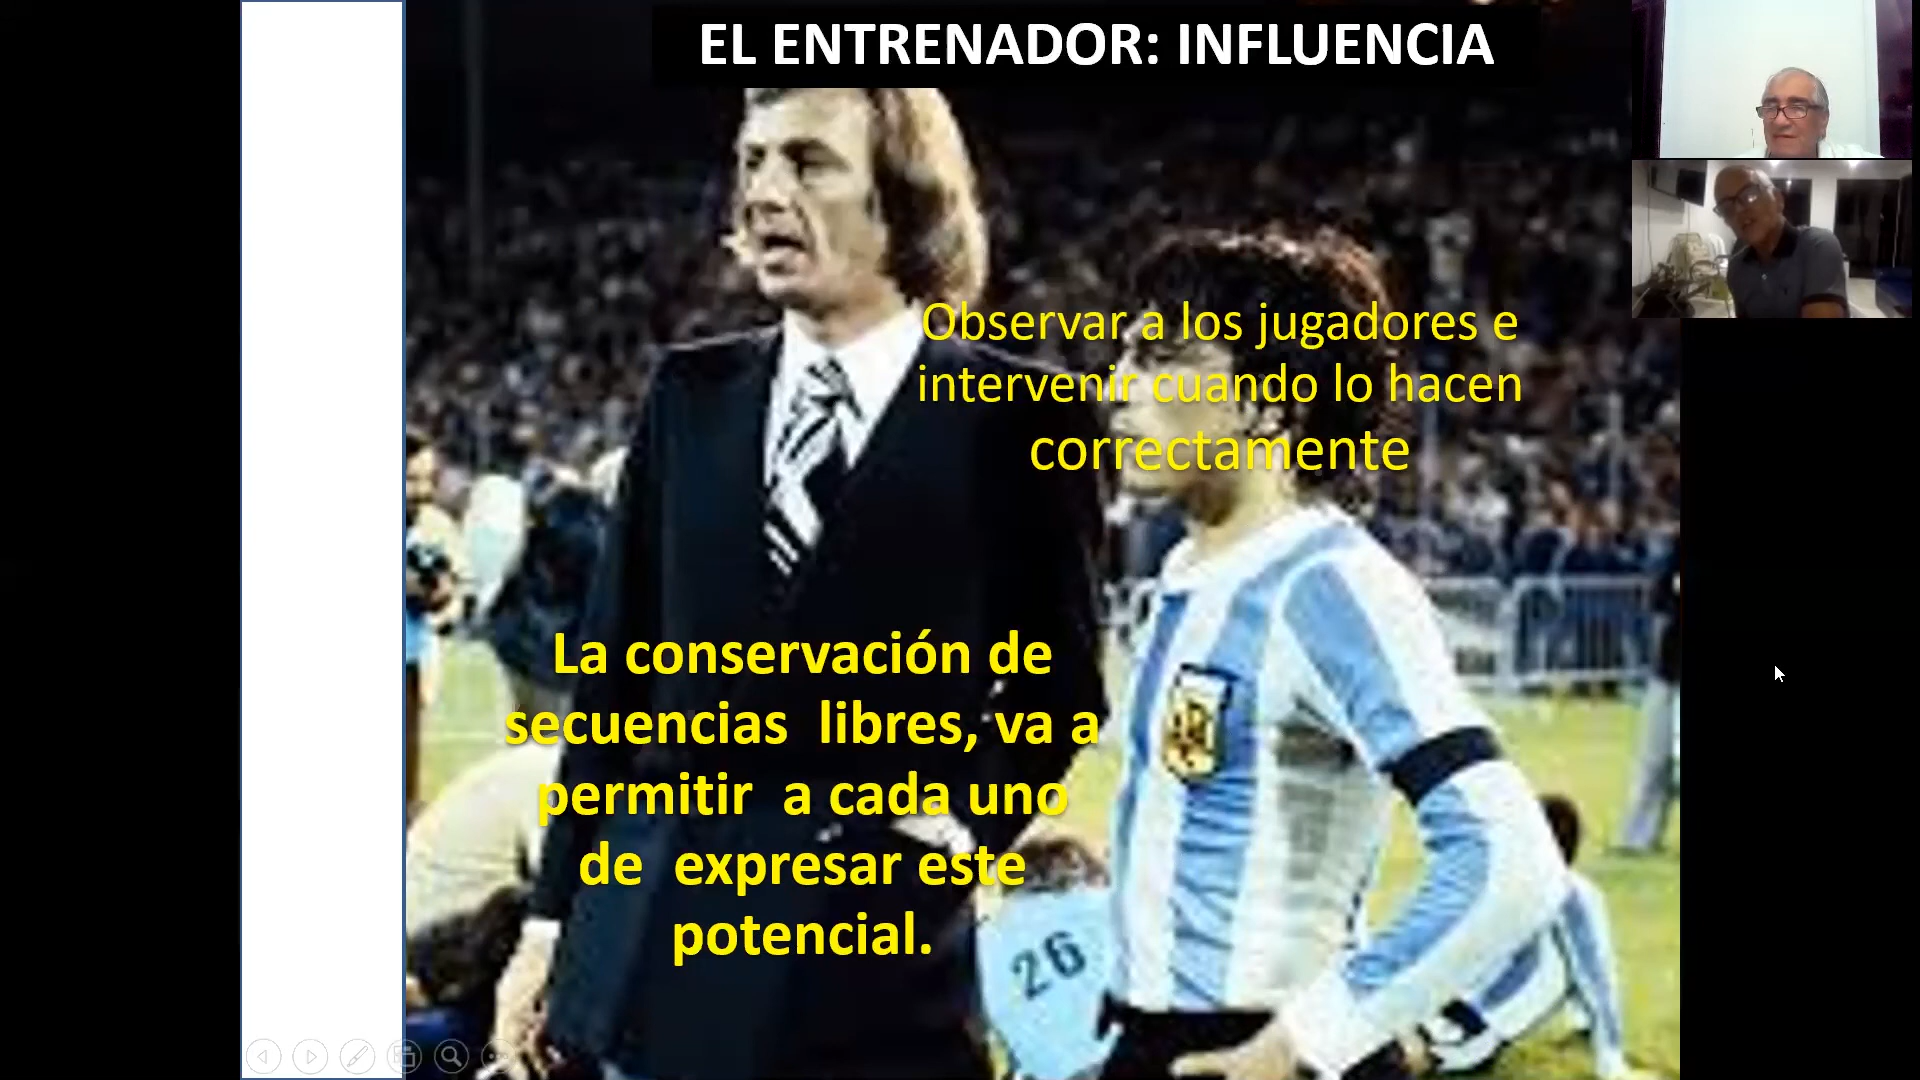 EL ENTRENADOR: INFLUENCIA
Observar a los jugadores e
intervenir cuando lo hacen
correctamente
La conservación de
secuencias libres, va a
permitir a cada uno
de expresar este
potencial.
26